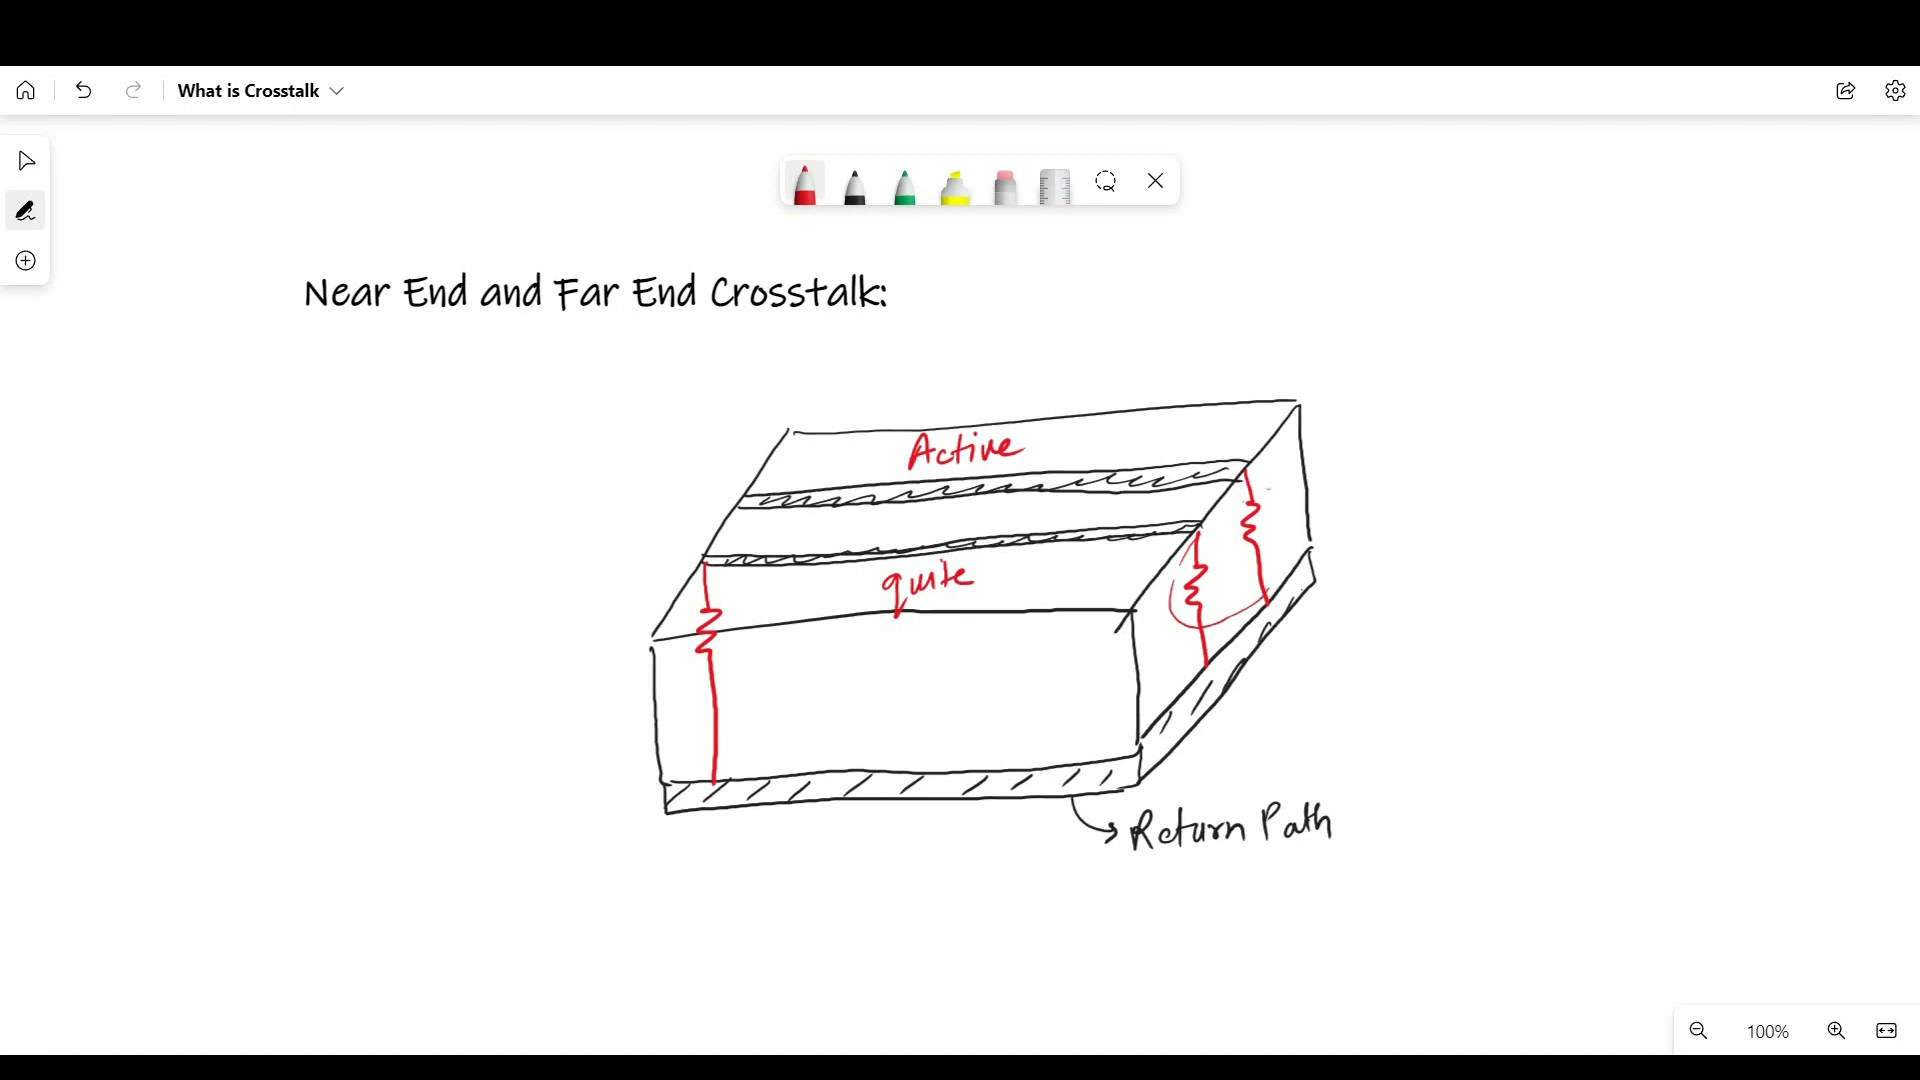 What is Crosstalk
Near End and Far End Crosstalk:
Active
quite
Return Path
100%